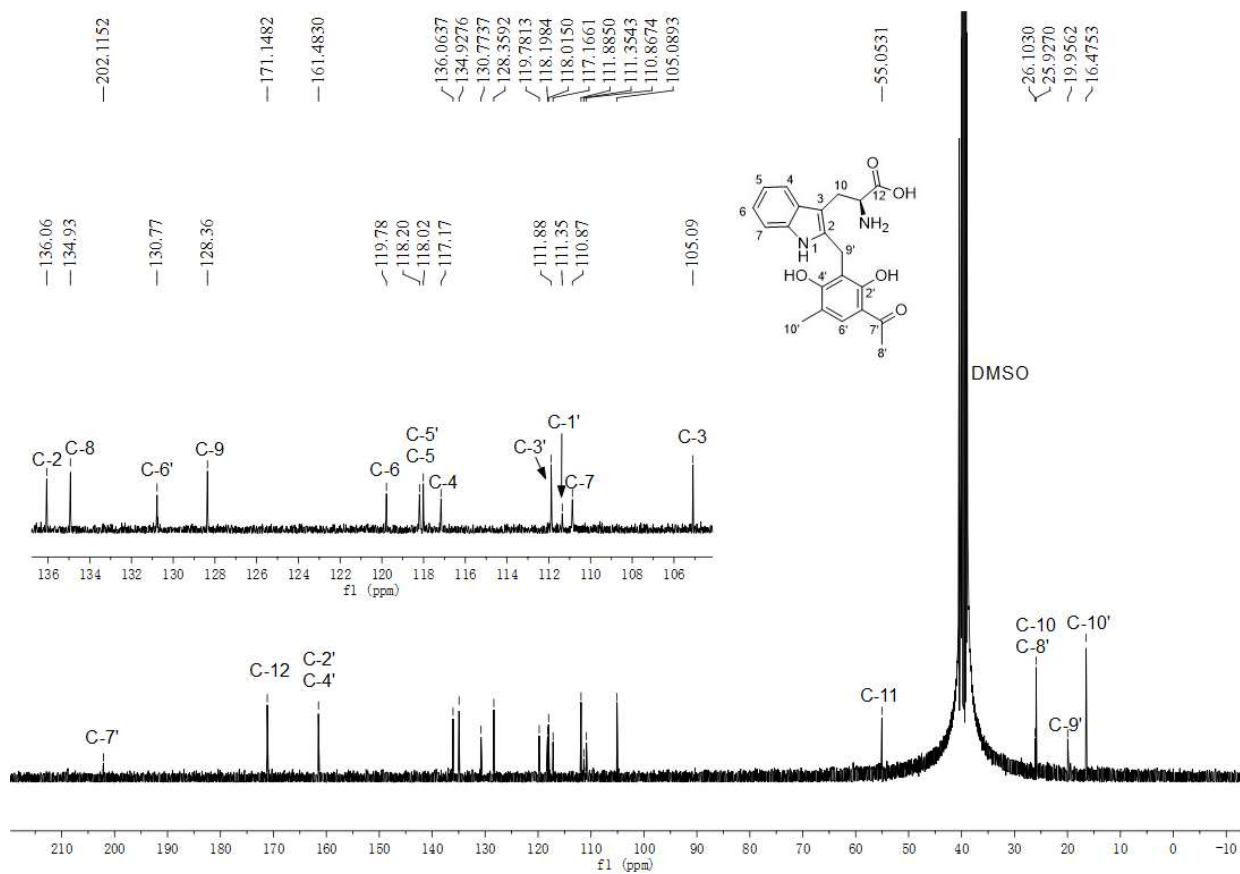 202.1152
171.1482
161.4830
136.0637
134.9276
130.7737
128.3592
119.7813
118.1984
118.0150
117.1661
111.8850
111.3543
110.8674
105.0893
55.0531
26.1030
25.9270
19.9562
16.4753
136.06
134.93
130.77
128.36
119.78
118.20
118.02
117.17
111.88
111.35
110.87
105.09
O
10
12
OH
NH2
5
4
3
6
2
7
N
H
1
9'
HO
4'
OH
2'
10'
6'
7'
O
8'
DMSO
C-2
C-8
C-6'
C-9
C-6
C-5'
C-5
C-4
C-3'
C-1'
C-7
C-3
136 134 132 130 128 126 124 122 120 118 116 114 112 110 108 106
f1 (ppm)
C-7'
C-12
C-2'
C-4'
C-11
C-10
C-8'
C-9'
C-10'
210 200 190 180 170 160 150 140 130 120 110 100 90 80 70 60 50 40 30 20 10 0 -10
f1 (ppm)